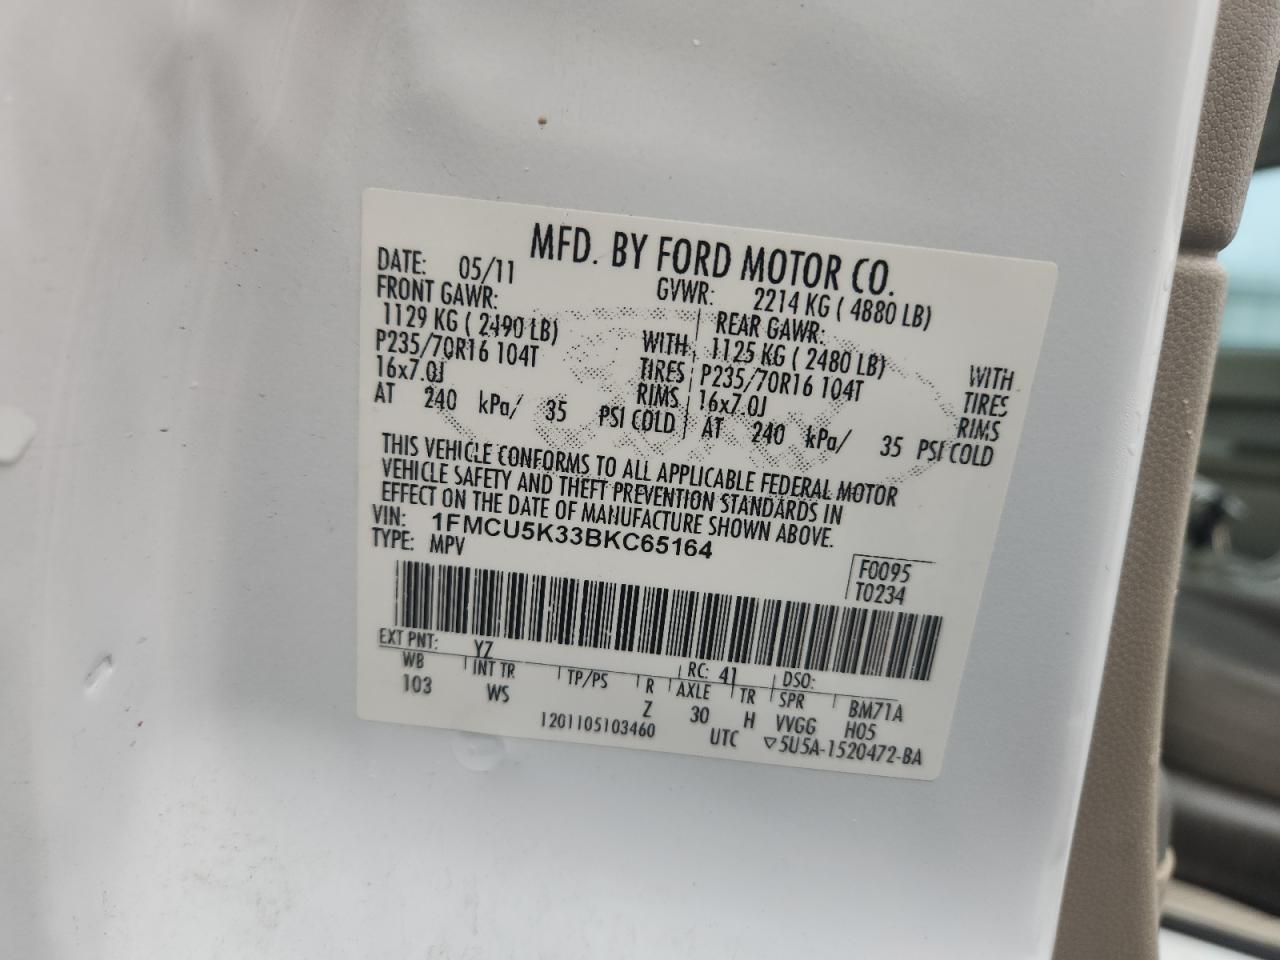 MFD. BY FORD MOTOR CO.
DATE: 05/11 GVWR: 2214 KG ( 4880 LB)
FRONT GAWR: REAR GAWR:
1129 KG ( 2490 LB) WITH 1125 KG ( 2480 LB) WITH
P235/70R16 104T TIRES P235/70R16 104T TIRES
16x7.0J RIMS 16x7.0J RIMS
AT 240 kPa/ 35 PSI COLD AT 240 kPa/ 35 PSI COLD
THIS VEHICLE CONFORMS TO ALL APPLICABLE FEDERAL MOTOR
VEHICLE SAFETY AND THEFT PREVENTION STANDARDS IN
EFFECT ON THE DATE OF MANUFACTURE SHOWN ABOVE.
VIN: 1FMCU5K33BKC65164
TYPE: MPV
F0095
T0234
EXT PNT: YZ RC: 41 DSO:
WB INT TR TP/PS R AXLE TR SPR BM71A
103 WS Z 30 H VVGG H05
1201105103460 UTC ▽5U5A-1520472-BA